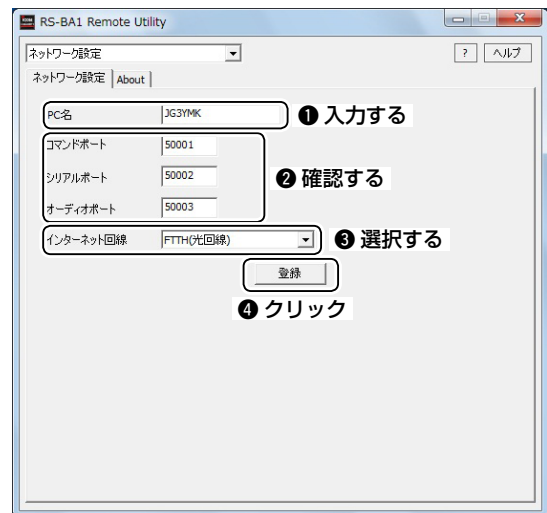 RS-BA1 Remote Utility
ネットワーク設定
? ヘルプ
ネットワーク設定 About
PC名 JG3YMK ❶ 入力する
コマンドポート 50001
シリアルポート 50002 ❷ 確認する
オーディオポート 50003
インターネット回線 FTTH(光回線) ❸ 選択する
登録
❹ クリック